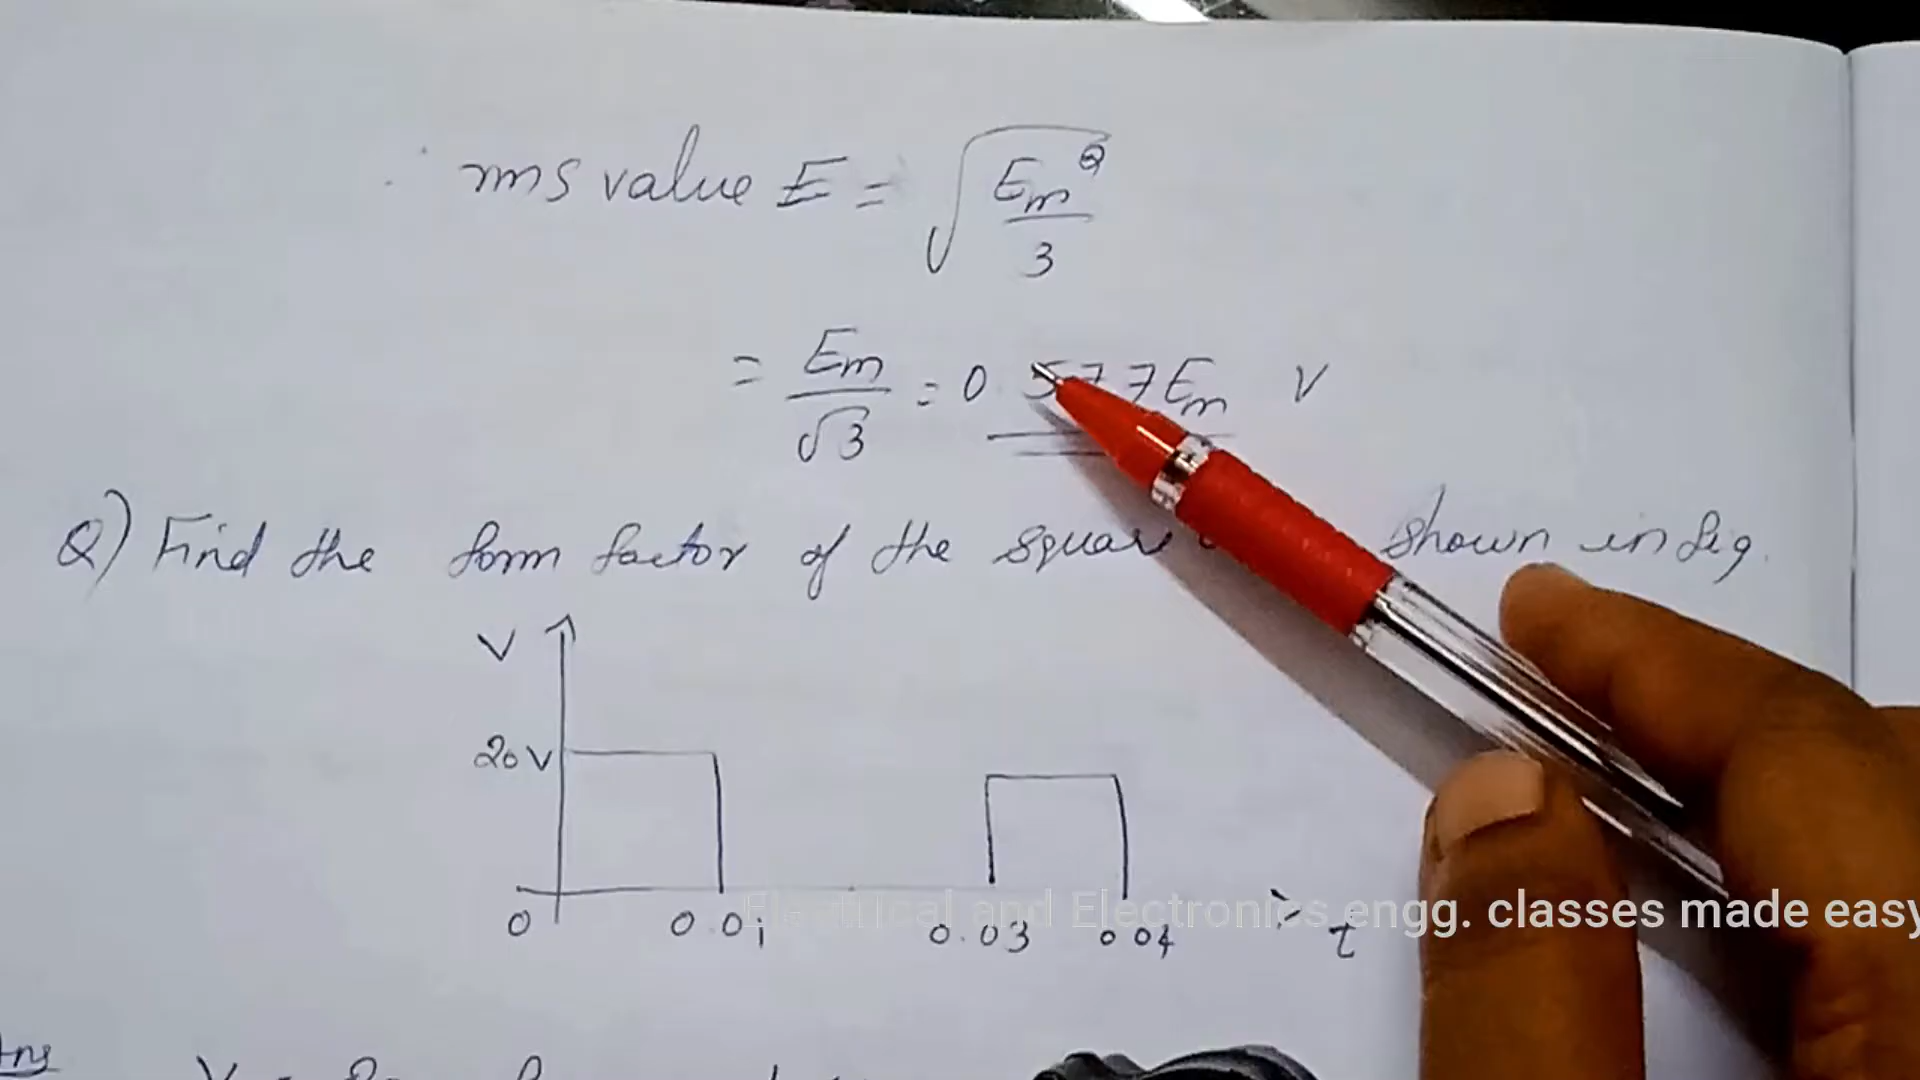 rms value E = √(Em²/3)
= Em/√3 = 0.577 Em V
Q) Find the form factor of the square shown in fig.
V
20V
0 0.01 0.03 0.04 t
Electrical and Electronics engg. classes made easy
Ans